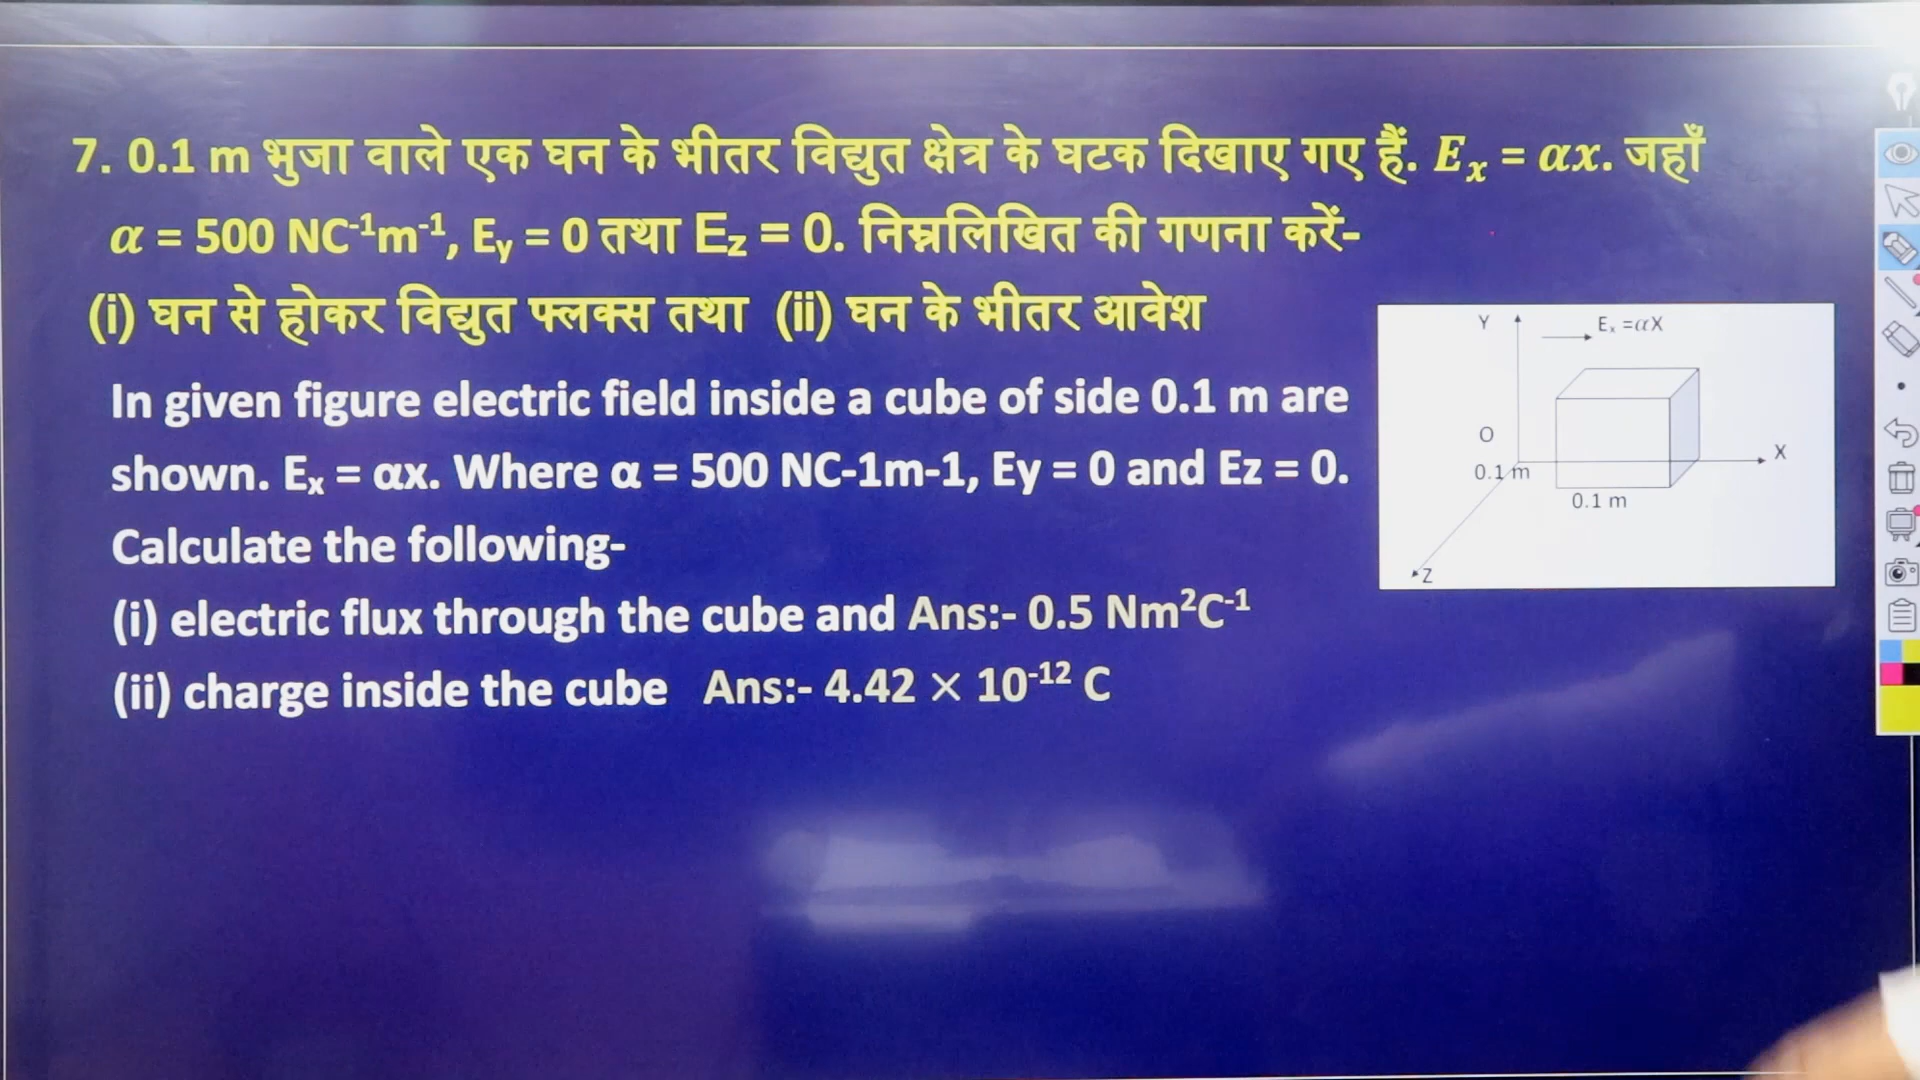 7. 0.1 m भुजा वाले एक घन के भीतर विद्युत क्षेत्र के घटक दिखाए गए हैं. Eₓ = αx. जहाँ
α = 500 NC⁻¹m⁻¹, Ey = 0 तथा Ez = 0. निम्नलिखित की गणना करें-
(i) घन से होकर विद्युत फ्लक्स तथा (ii) घन के भीतर आवेश
In given figure electric field inside a cube of side 0.1 m are
shown. Eₓ = αx. Where α = 500 NC-1m-1, Ey = 0 and Ez = 0.
Calculate the following-
(i) electric flux through the cube and Ans:- 0.5 Nm²C⁻¹
(ii) charge inside the cube Ans:- 4.42 × 10⁻¹² C
Y
Eₓ =αX
O
X
0.1 m
0.1 m
Z